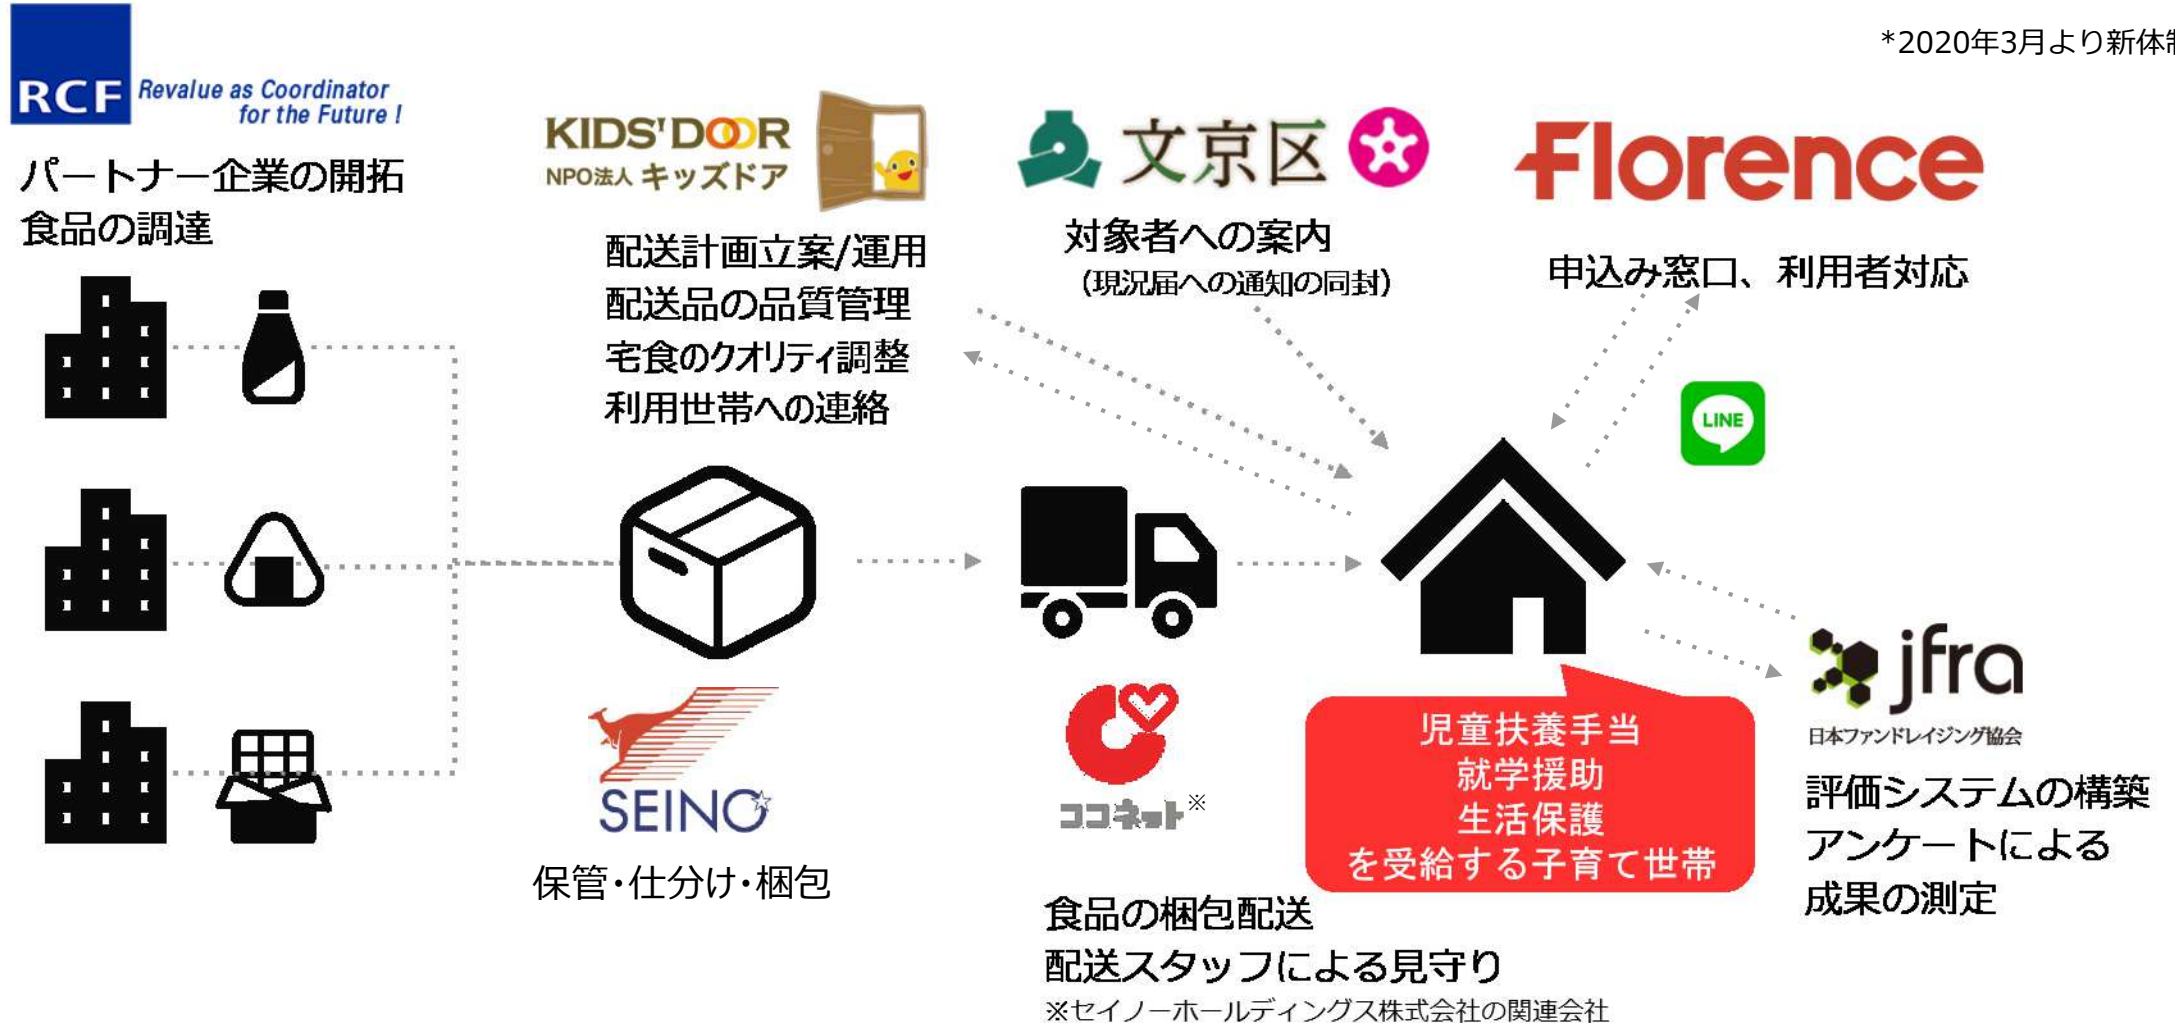 *2020年3月より新体制
RCF Revalue as Coordinator
for the Future !
パートナー企業の開拓
食品の調達
KIDS'DOOR
NPO法人 キッズドア
配送計画立案/運用
配送品の品質管理
宅食のクオリティ調整
利用世帯への連絡
文京区
対象者への案内
(現況届への通知の同封)
Florence
申込み窓口、利用者対応
LINE
SEINO
保管・仕分け・梱包
ココネット※
食品の梱包配送
配送スタッフによる見守り
※セイノーホールディングス株式会社の関連会社
児童扶養手当
就学援助
生活保護
を受給する子育て世帯
jfra
日本ファンドレイジング協会
評価システムの構築
アンケートによる
成果の測定